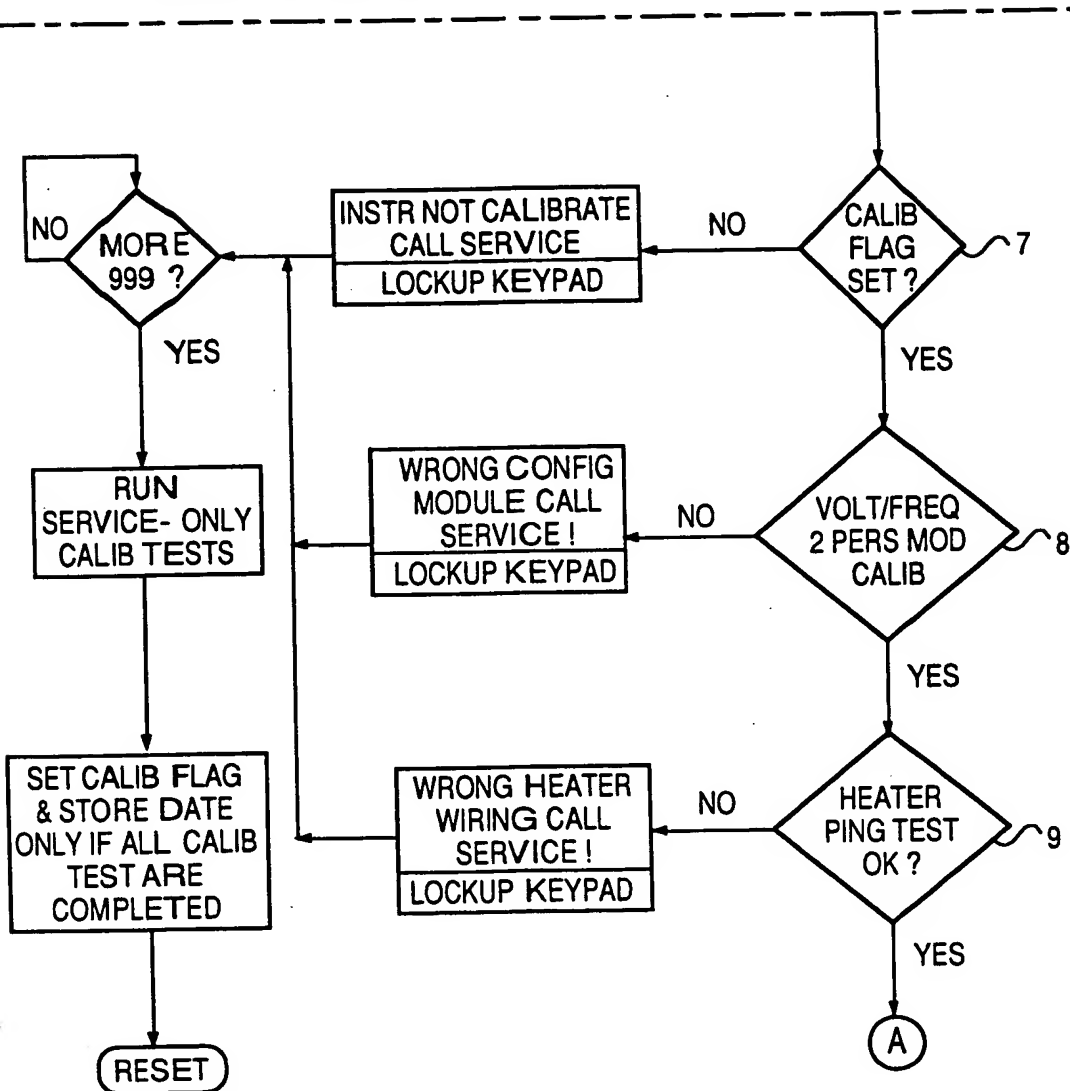 NO
MORE
999 ?
YES
RUN
SERVICE- ONLY
CALIB TESTS
SET CALIB FLAG
& STORE DATE
ONLY IF ALL CALIB
TEST ARE
COMPLETED
RESET
INSTR NOT CALIBRATE
CALL SERVICE
LOCKUP KEYPAD
NO
CALIB
FLAG
SET ?
7
YES
WRONG CONFIG
MODULE CALL
SERVICE !
LOCKUP KEYPAD
NO
VOLT/FREQ
2 PERS MOD
CALIB
8
YES
WRONG HEATER
WIRING CALL
SERVICE !
LOCKUP KEYPAD
NO
HEATER
PING TEST
OK ?
9
YES
A